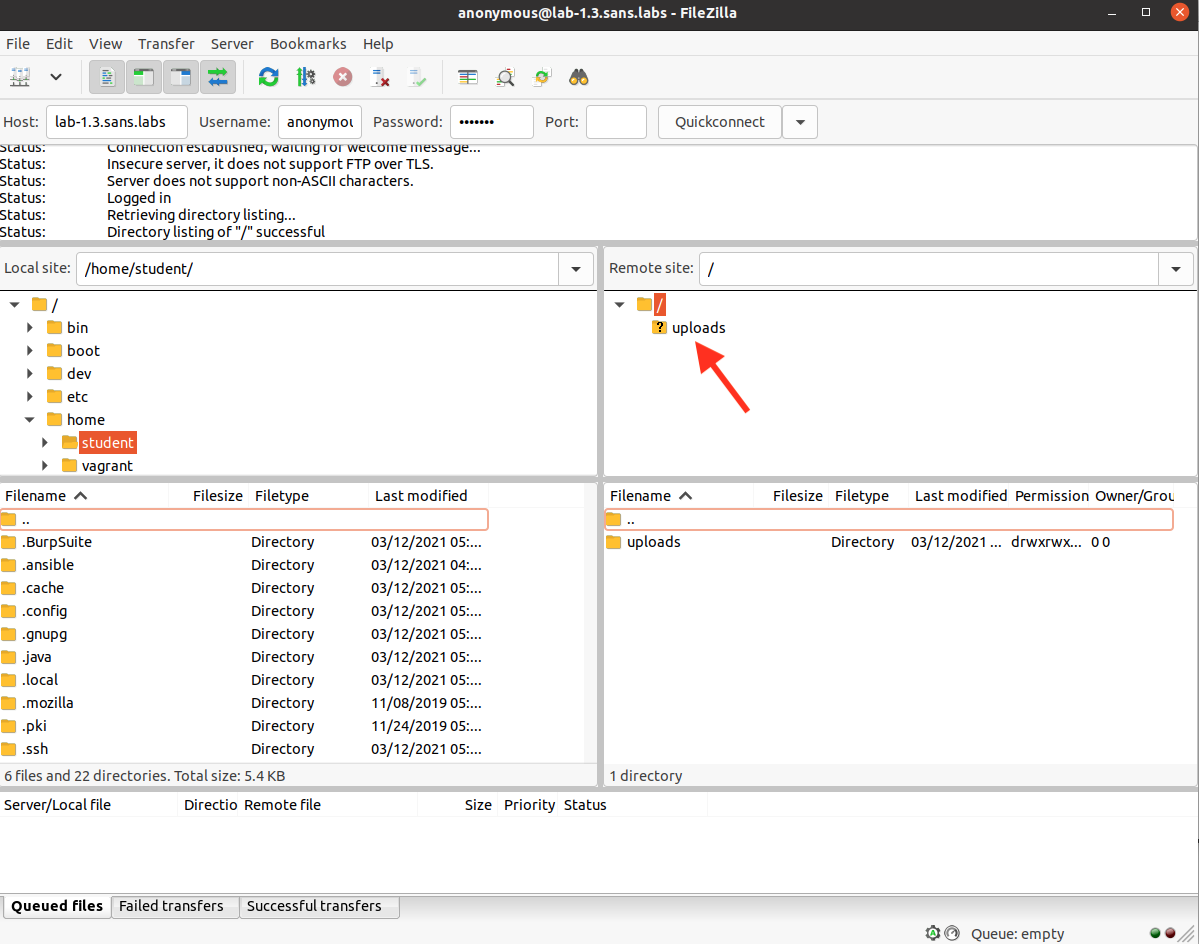 anonymous@lab-1.3.sans.labs - FileZilla
File Edit View Transfer Server Bookmarks Help
Host: lab-1.3.sans.labs Username: anonymou Password: ••••••• Port: Quickconnect
Status: Connection established, waiting for welcome message...
Status: Insecure server, it does not support FTP over TLS.
Status: Server does not support non-ASCII characters.
Status: Logged in
Status: Retrieving directory listing...
Status: Directory listing of "/" successful
Local site: /home/student/
/
bin
boot
dev
etc
home
student
vagrant
Remote site: /
/
? uploads
Filename Filesize Filetype Last modified
..
.BurpSuite Directory 03/12/2021 05:...
.ansible Directory 03/12/2021 04:...
.cache Directory 03/12/2021 05:...
.config Directory 03/12/2021 05:...
.gnupg Directory 03/12/2021 05:...
.java Directory 03/12/2021 05:...
.local Directory 03/12/2021 05:...
.mozilla Directory 11/08/2019 05:...
.pki Directory 11/24/2019 05:...
.ssh Directory 03/12/2021 05:...
6 files and 22 directories. Total size: 5.4 KB
Filename Filesize Filetype Last modified Permission Owner/Grou
..
uploads Directory 03/12/2021 ... drwxrwx... 0 0
1 directory
Server/Local file Directio Remote file Size Priority Status
Queued files Failed transfers Successful transfers
Queue: empty